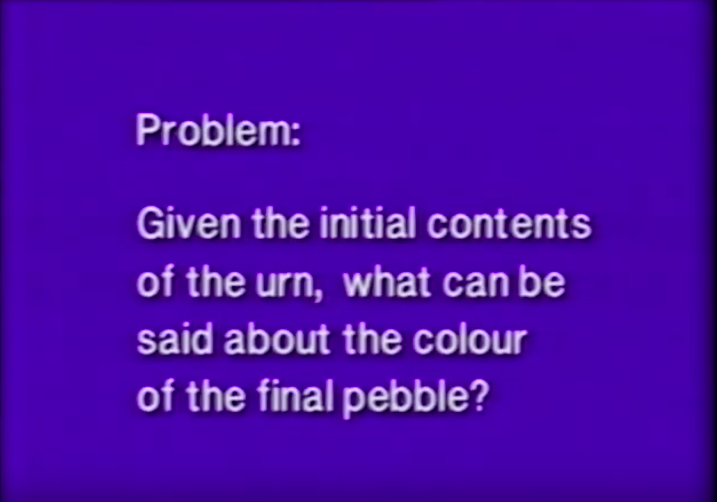 Problem:
Given the initial contents
of the urn, what can be
said about the colour
of the final pebble?